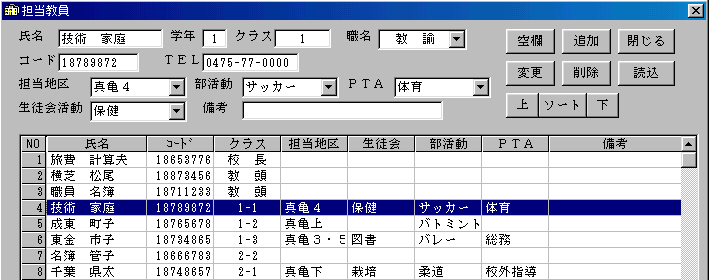 担当教員
氏名 技術 家庭 学年 1 クラス 1 職名 教 諭 空欄 追加 閉じる
コード 18789872 TEL 0475-77-0000
変更 削除 読込
担当地区 真亀4 部活動 サッカー PTA 体育
上 ソート 下
生徒会活動 保健 備考
NO 氏名 コード クラス 担当地区 生徒会 部活動 PTA 備考
1 旅費 計算夫 18653776 校 長
2 横芝 松尾 18873456 教 頭
3 職員 名簿 18711233 教 頭
4 技術 家庭 18789872 1-1 真亀4 保健 サッカー 体育
5 成東 町子 18765678 1-2 真亀上 バトミント
6 東金 市子 18734865 1-3 真亀3・5 図書 バレー 総務
7 名簿 管子 18666783 2-2
8 千葉 県太 18748657 2-1 真亀下 栽培 柔道 校外指導